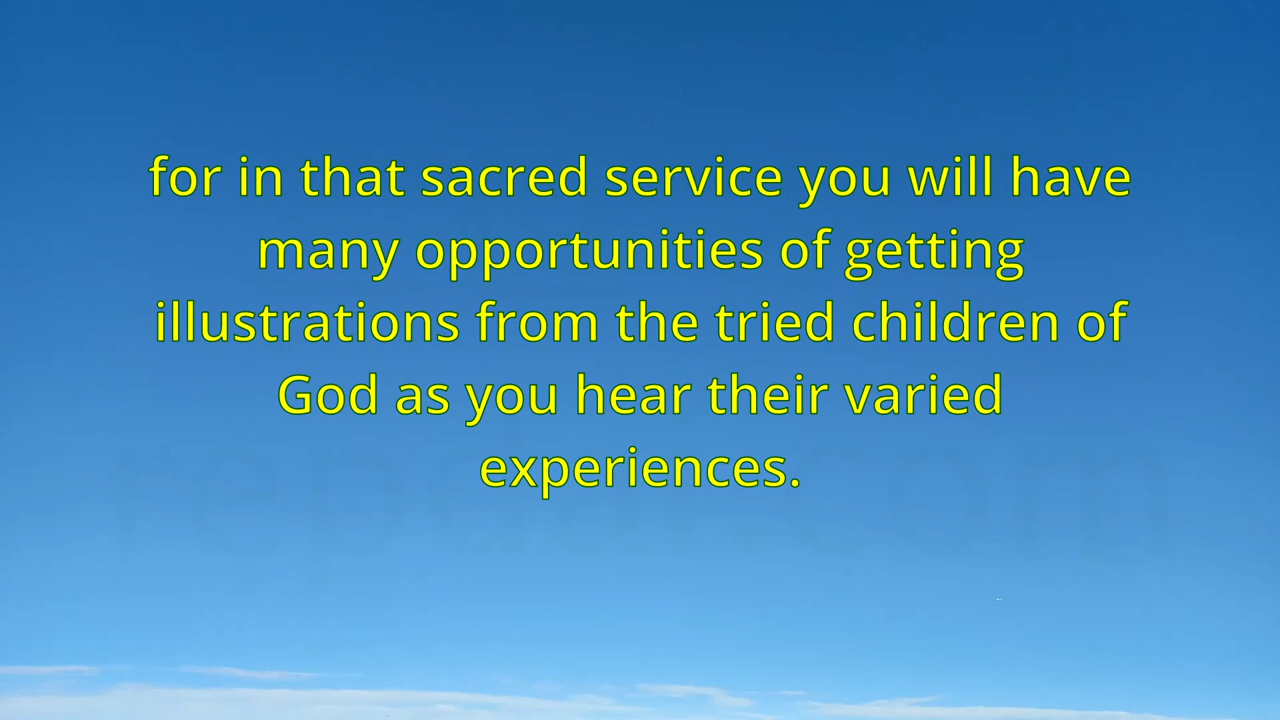 for in that sacred service you will have
many opportunities of getting
illustrations from the tried children of
God as you hear their varied
experiences.